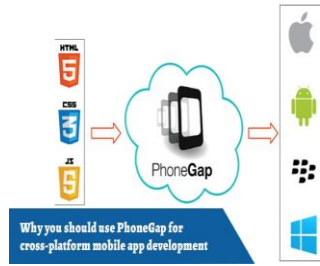 HTML
5
CSS
3
JS
5
PhoneGap
Why you should use PhoneGap for
cross-platform mobile app development